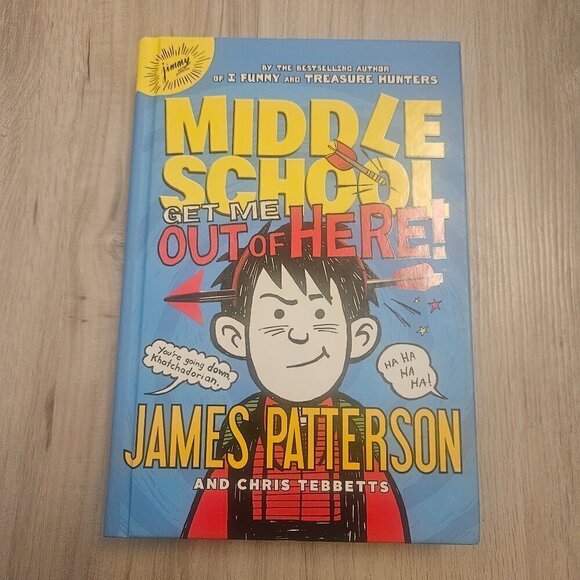 jimmy
BY THE BESTSELLING AUTHOR
OF I FUNNY AND TREASURE HUNTERS
MIDDLE
SCHOOL
GET ME
OUT OF HERE!
You're going down,
Khatchadorian.
HA HA
HA
HA!
JAMES PATTERSON
AND CHRIS TEBBETTS